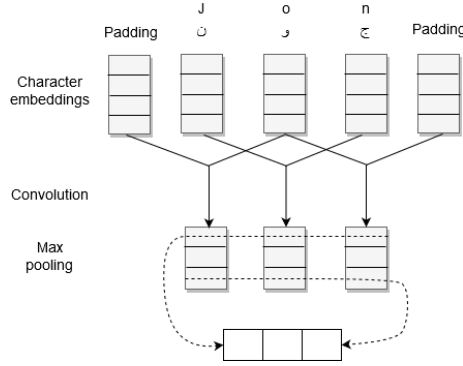 J o n
Padding ن و ج Padding
Character
embeddings
Convolution
Max
pooling